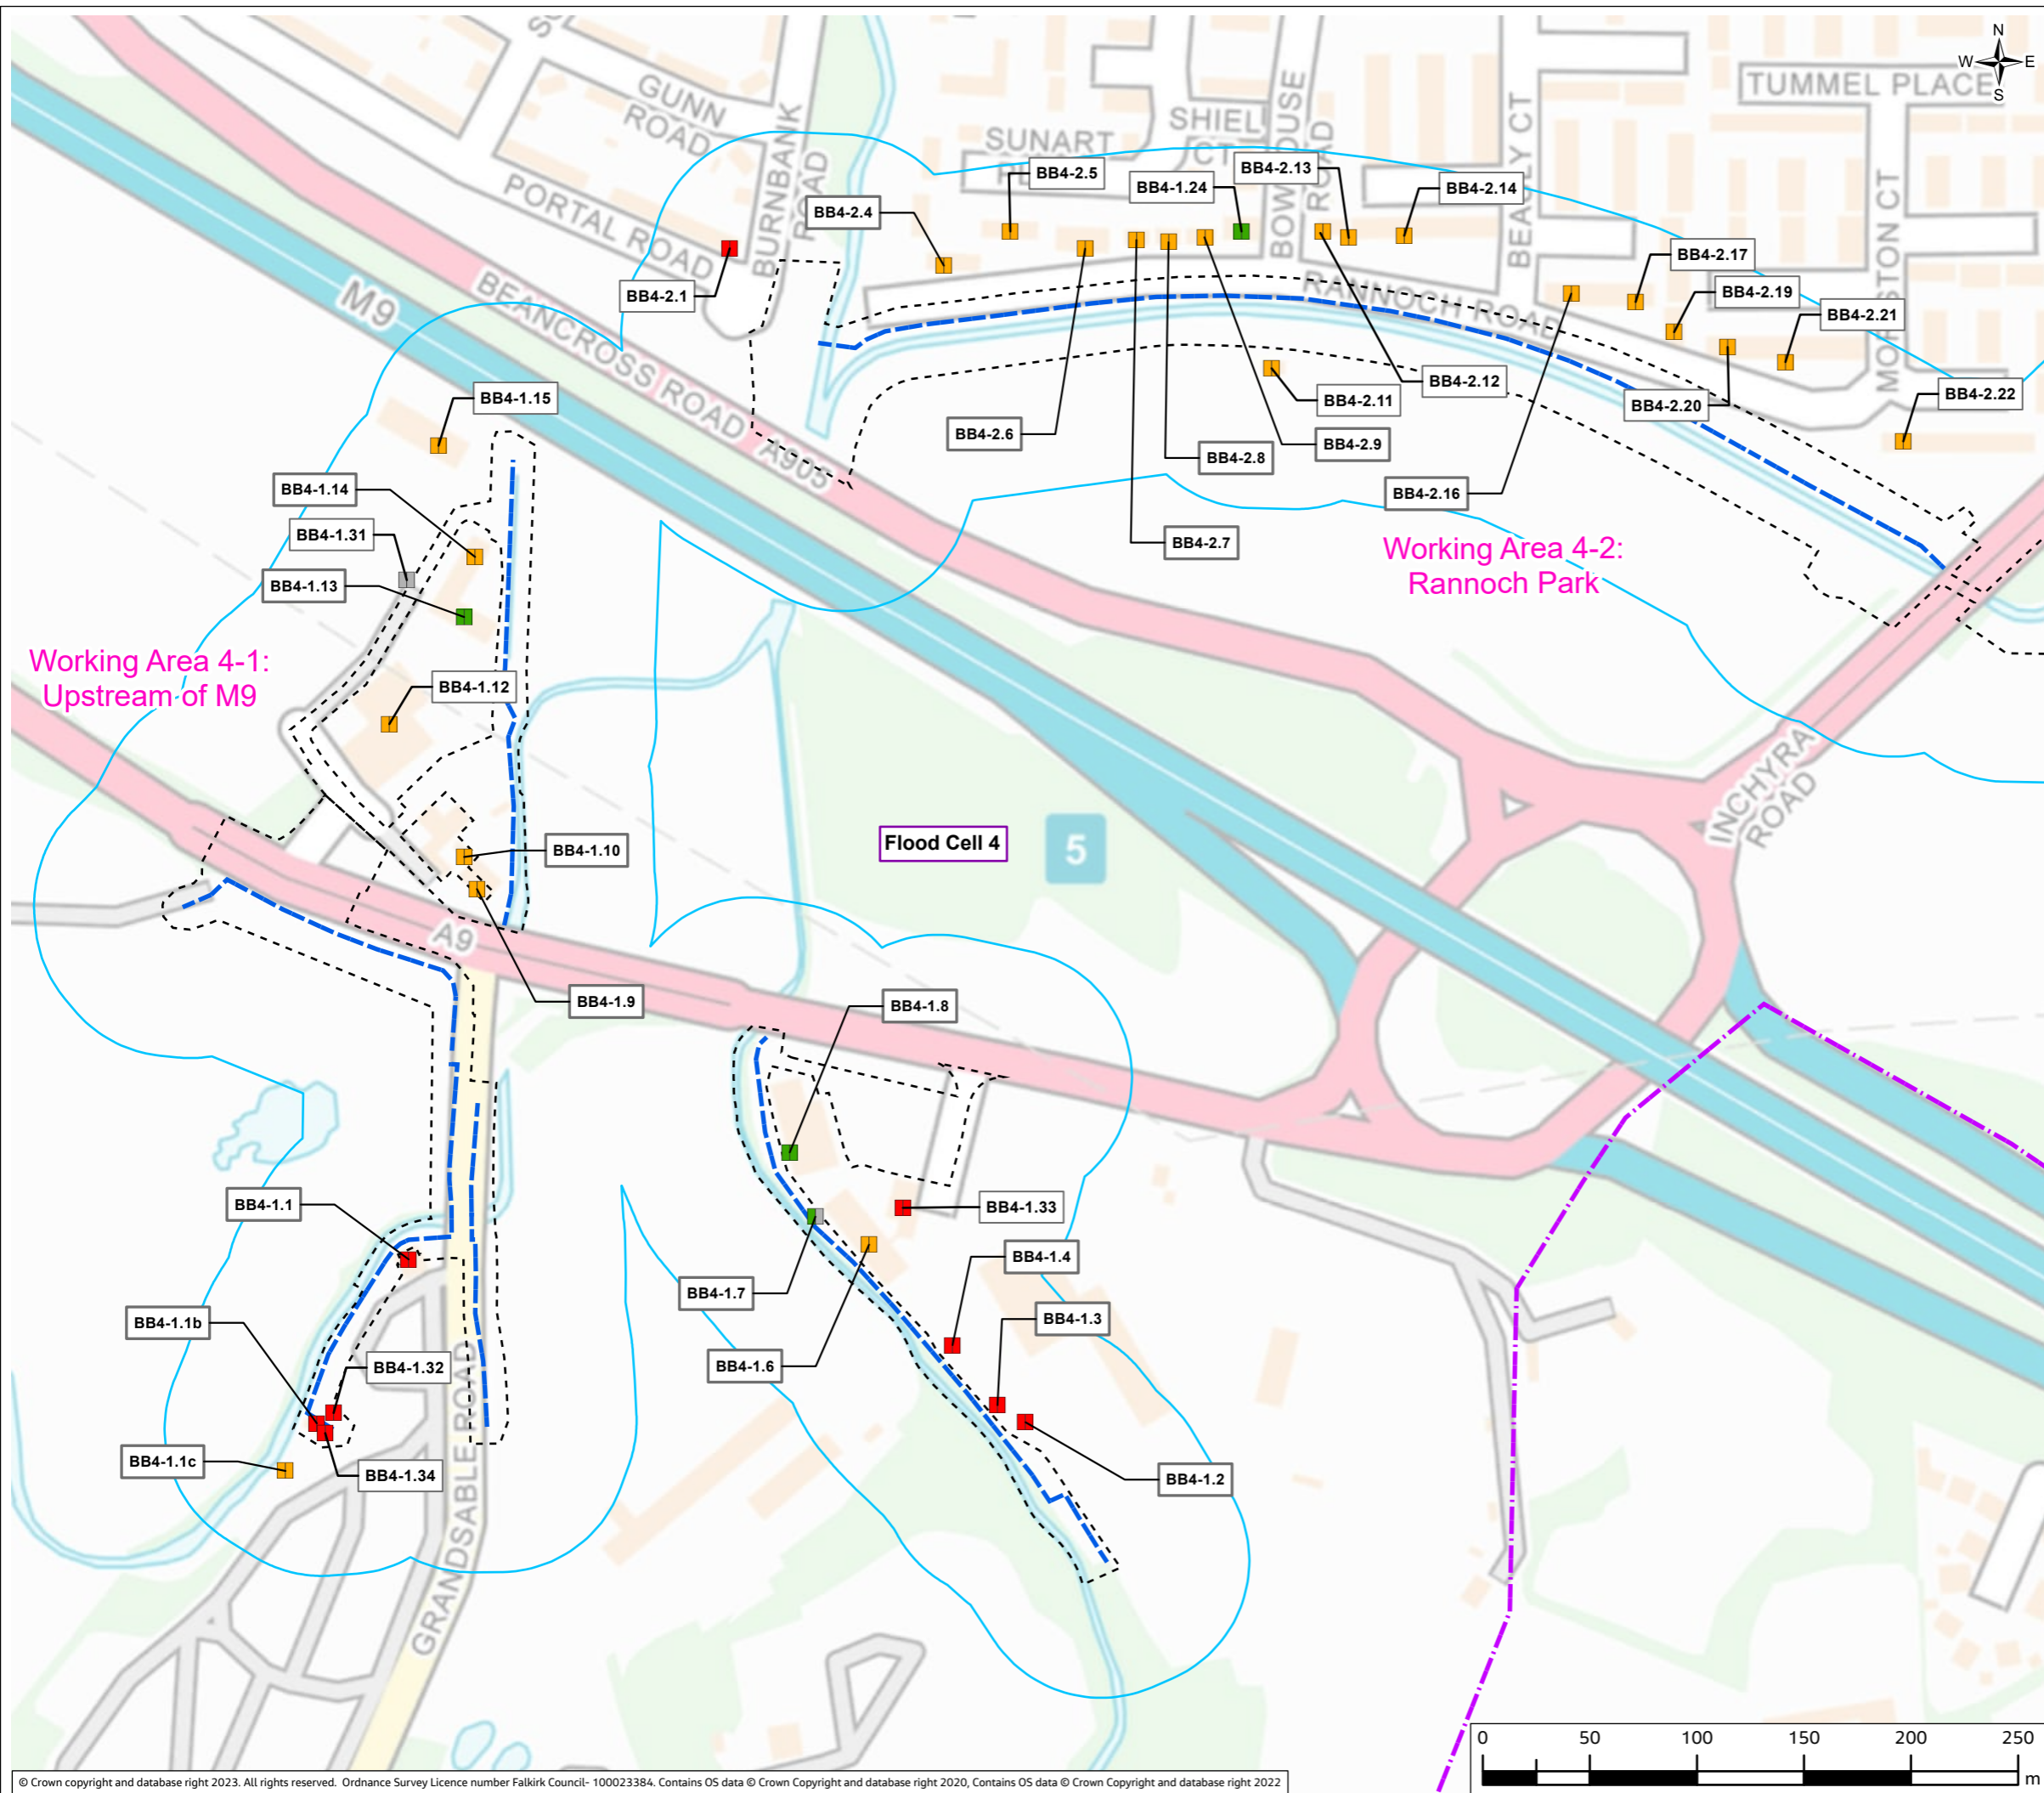 N
W E
S
GUNN
ROAD
BURNBANK
ROAD
PORTAL ROAD
SUNART
SHIEL
CT
BOWHOUSE
ROAD
BEAULY CT
TUMMEL PLACE
MORISTON CT
RANNOCH ROAD
BEANCROSS ROAD A905
M9
BB4-2.5
BB4-1.24
BB4-2.13
BB4-2.14
BB4-2.4
BB4-2.1
BB4-2.17
BB4-2.19
BB4-2.21
BB4-2.12
BB4-2.11
BB4-2.20
BB4-2.22
BB4-2.6
BB4-2.8
BB4-2.9
BB4-2.16
BB4-2.7
Working Area 4-2:
Rannoch Park
BB4-1.15
BB4-1.14
BB4-1.31
BB4-1.13
Working Area 4-1:
Upstream of M9
BB4-1.12
BB4-1.10
Flood Cell 4
5
INCHYRA
ROAD
A9
BB4-1.9
BB4-1.8
BB4-1.1
BB4-1.33
BB4-1.4
BB4-1.7
BB4-1.3
BB4-1.1b
BB4-1.6
BB4-1.32
BB4-1.1c
BB4-1.34
BB4-1.2
GRANDSABLE ROAD
0 50 100 150 200 250
m
© Crown copyright and database right 2023. All rights reserved. Ordnance Survey Licence number Falkirk Council- 100023384. Contains OS data © Crown Copyright and database right 2020, Contains OS data © Crown Copyright and database right 2022